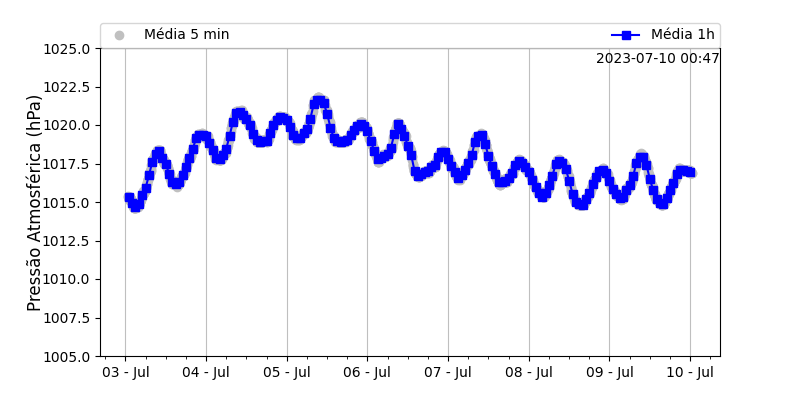 Média 5 min
Média 1h
2023-07-10 00:47
Pressão Atmosférica (hPa)
1025.0
1022.5
1020.0
1017.5
1015.0
1012.5
1010.0
1007.5
1005.0
03 - Jul
04 - Jul
05 - Jul
06 - Jul
07 - Jul
08 - Jul
09 - Jul
10 - Jul